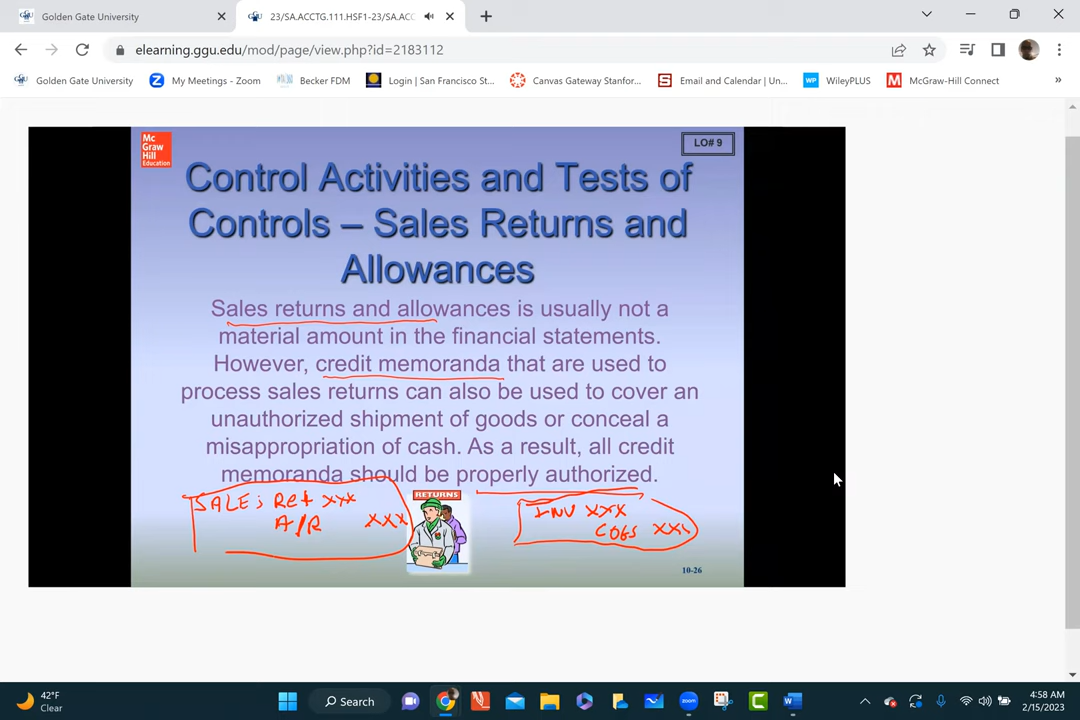 Golden Gate University
23/SA.ACCTG.111.HSF1-23/SA.ACC
elearning.ggu.edu/mod/page/view.php?id=2183112
Golden Gate University
My Meetings - Zoom
Becker FDM
Login | San Francisco St...
Canvas Gateway Stanfor...
Email and Calendar | Un...
WileyPLUS
McGraw-Hill Connect
»
Mc
Graw
Hill
Education
LO# 9
Control Activities and Tests of
Controls – Sales Returns and
Allowances
Sales returns and allowances is usually not a
material amount in the financial statements.
However, credit memoranda that are used to
process sales returns can also be used to cover an
unauthorized shipment of goods or conceal a
misappropriation of cash. As a result, all credit
memoranda should be properly authorized.
SALES Ret xxx
A/R xxx
RETURNS
INV xxx
COGS xxx
10-26
42°F
Clear
Search
4:58 AM
2/15/2023